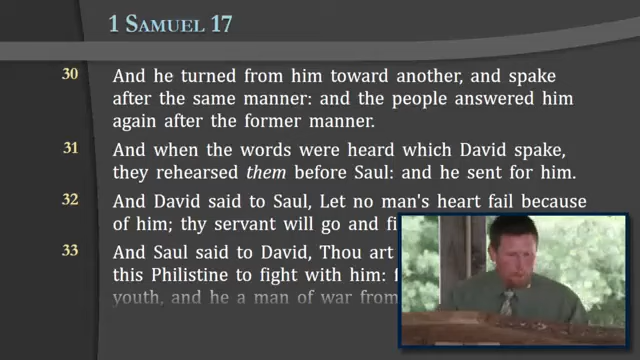 1 SAMUEL 17
30 And he turned from him toward another, and spake
after the same manner: and the people answered him
again after the former manner.
31 And when the words were heard which David spake,
they rehearsed them before Saul: and he sent for him.
32 And David said to Saul, Let no man's heart fail because
of him; thy servant will go and fi
33 And Saul said to David, Thou art
this Philistine to fight with him: f
youth, and he a man of war from